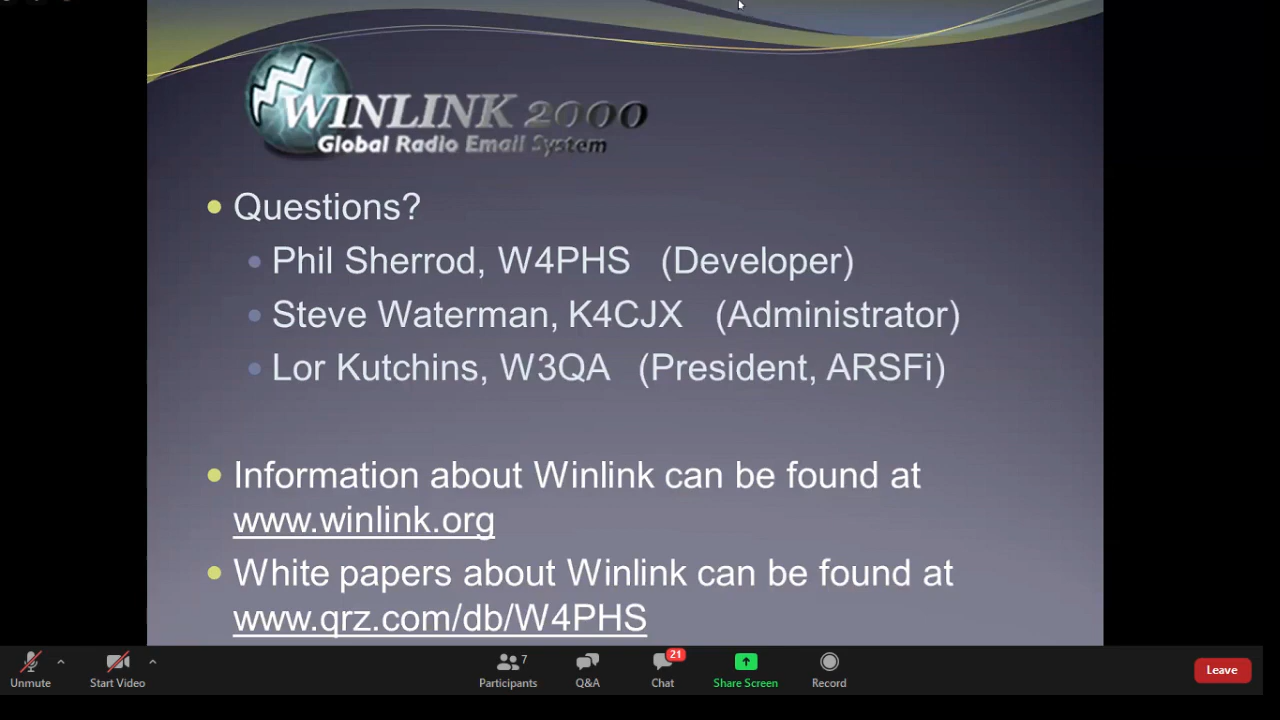 WINLINK 2000
Global Radio Email System
Questions?
Phil Sherrod, W4PHS (Developer)
Steve Waterman, K4CJX (Administrator)
Lor Kutchins, W3QA (President, ARSFi)
Information about Winlink can be found at
www.winlink.org
White papers about Winlink can be found at
www.qrz.com/db/W4PHS
7
21
Unmute Start Video Participants Q&A Chat Share Screen Record Leave